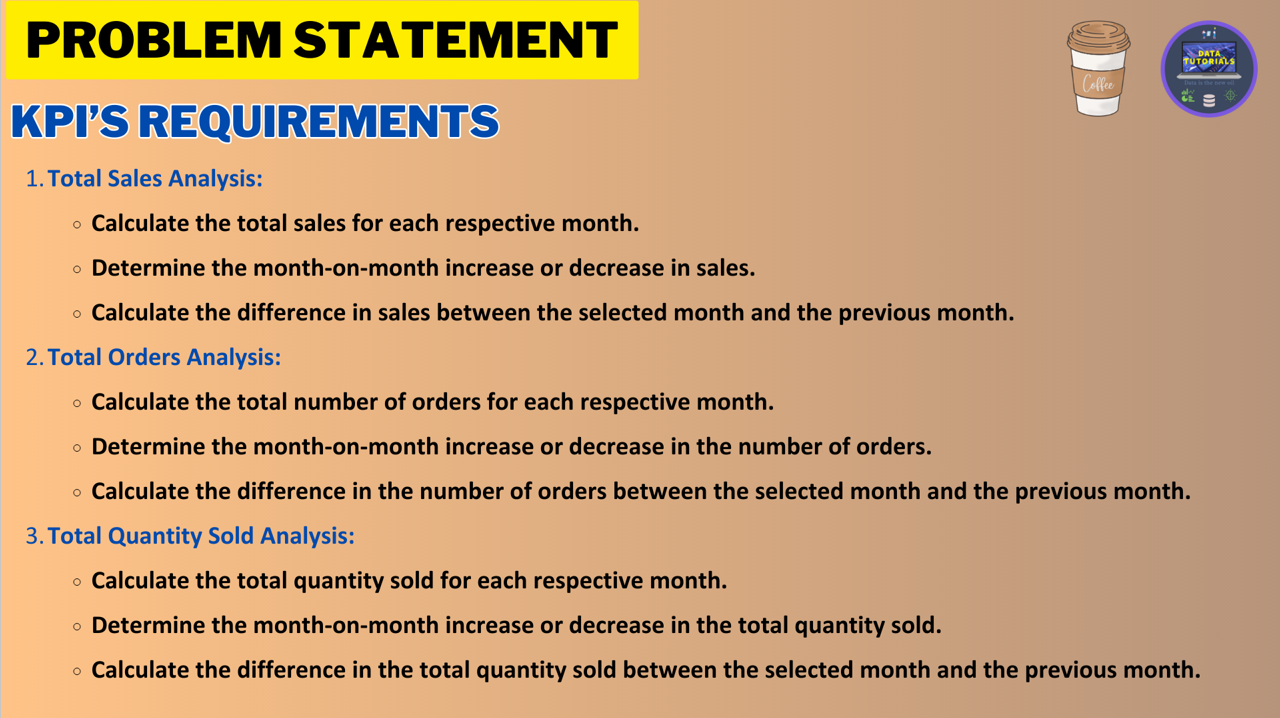 PROBLEM STATEMENT
Coffee
DATA
TUTORIALS
Data is the new oil
KPI'S REQUIREMENTS
1. Total Sales Analysis:
○ Calculate the total sales for each respective month.
○ Determine the month-on-month increase or decrease in sales.
○ Calculate the difference in sales between the selected month and the previous month.
2. Total Orders Analysis:
○ Calculate the total number of orders for each respective month.
○ Determine the month-on-month increase or decrease in the number of orders.
○ Calculate the difference in the number of orders between the selected month and the previous month.
3. Total Quantity Sold Analysis:
○ Calculate the total quantity sold for each respective month.
○ Determine the month-on-month increase or decrease in the total quantity sold.
○ Calculate the difference in the total quantity sold between the selected month and the previous month.